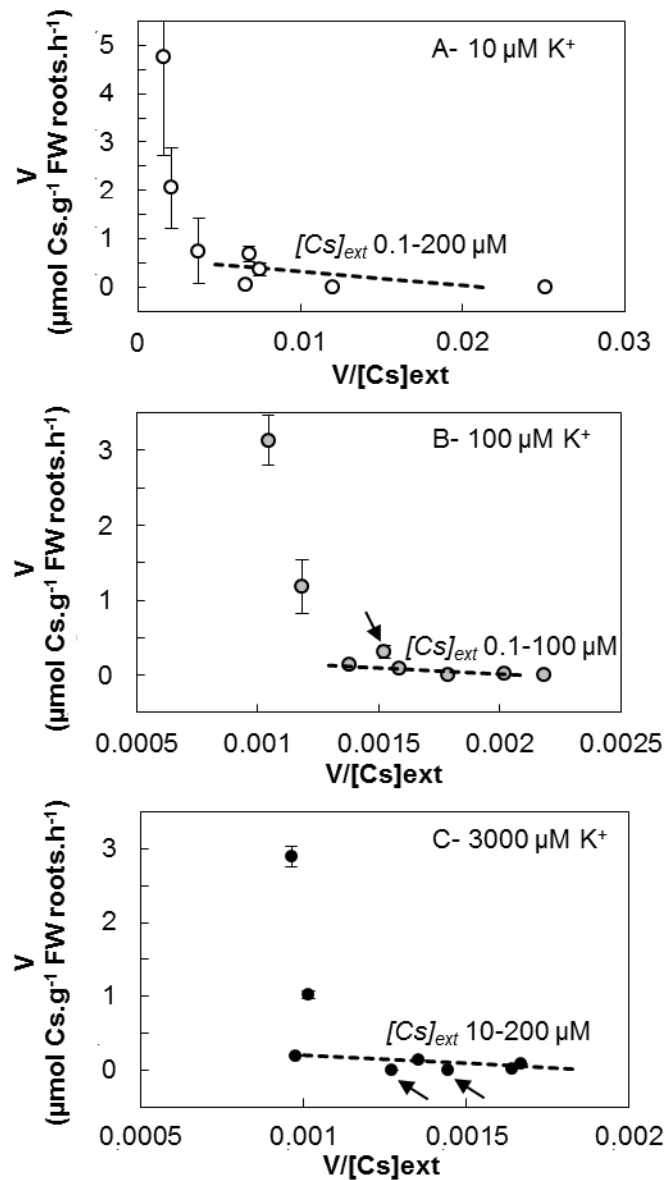 A- 10 µM K⁺
5
4
3
2
1
0
V
(µmol Cs.g⁻¹ FW roots.h⁻¹)
[Cs]ext 0.1-200 µM
0
0.01
0.02
0.03
V/[Cs]ext
B- 100 µM K⁺
3
2
1
0
V
(µmol Cs.g⁻¹ FW roots.h⁻¹)
[Cs]ext 0.1-100 µM
0.0005
0.001
0.0015
0.002
0.0025
V/[Cs]ext
C- 3000 µM K⁺
3
2
1
0
V
(µmol Cs.g⁻¹ FW roots.h⁻¹)
[Cs]ext 10-200 µM
0.0005
0.001
0.0015
0.002
V/[Cs]ext